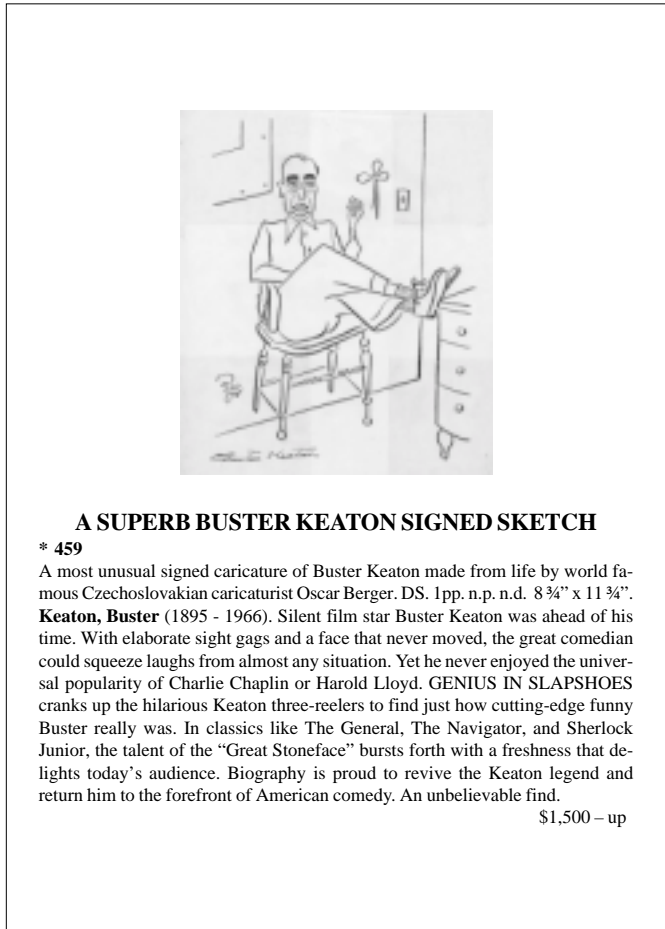 Buster Keaton
A SUPERB BUSTER KEATON SIGNED SKETCH
* 459
A most unusual signed caricature of Buster Keaton made from life by world fa-
mous Czechoslovakian caricaturist Oscar Berger. DS. 1pp. n.p. n.d. 8 ¾” x 11 ¾”.
Keaton, Buster (1895 - 1966). Silent film star Buster Keaton was ahead of his
time. With elaborate sight gags and a face that never moved, the great comedian
could squeeze laughs from almost any situation. Yet he never enjoyed the univer-
sal popularity of Charlie Chaplin or Harold Lloyd. GENIUS IN SLAPSHOES
cranks up the hilarious Keaton three-reelers to find just how cutting-edge funny
Buster really was. In classics like The General, The Navigator, and Sherlock
Junior, the talent of the “Great Stoneface” bursts forth with a freshness that de-
lights today’s audience. Biography is proud to revive the Keaton legend and
return him to the forefront of American comedy. An unbelievable find.
$1,500 – up